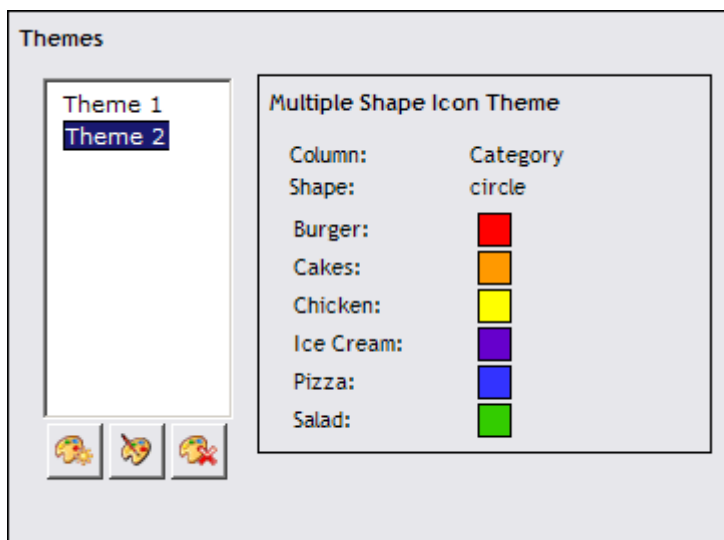 Themes
Theme 1
Theme 2
Multiple Shape Icon Theme
Column: Category
Shape: circle
Burger:
Cakes:
Chicken:
Ice Cream:
Pizza:
Salad: